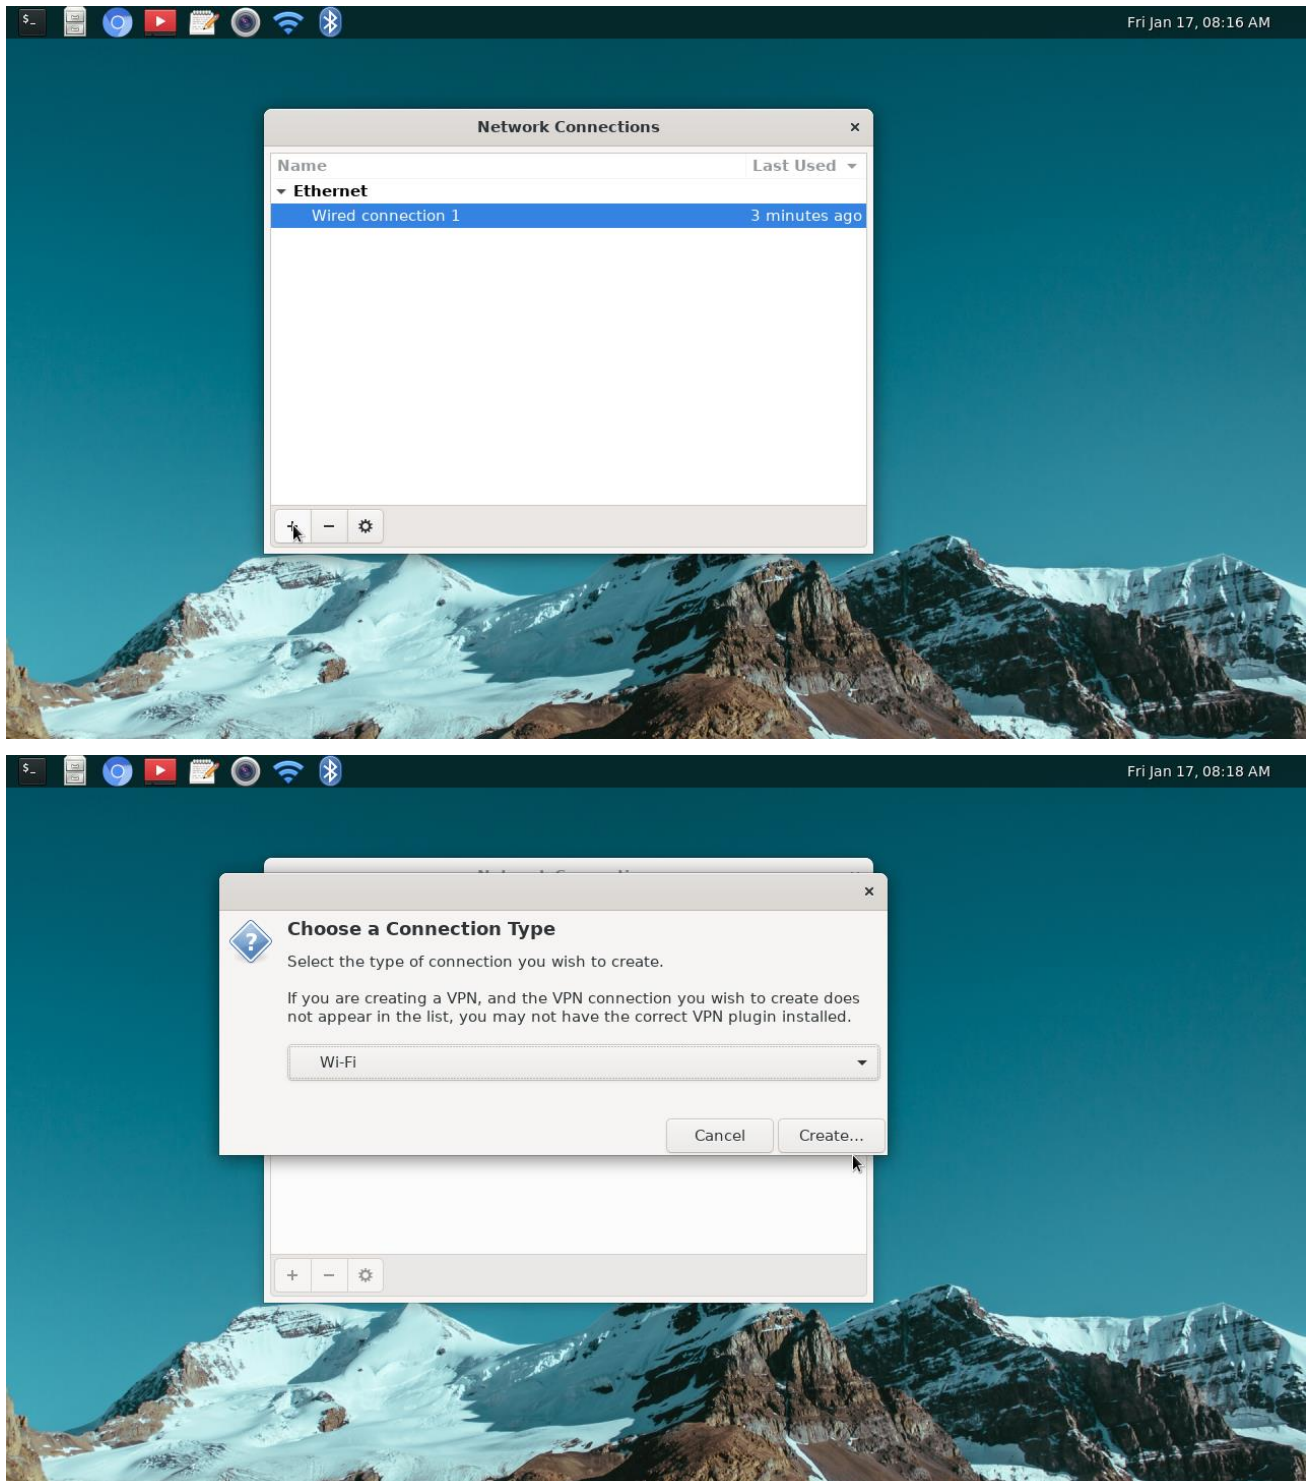 $_
Fri Jan 17, 08:16 AM
Network Connections
Name Last Used
Ethernet
Wired connection 1 3 minutes ago
$_
Fri Jan 17, 08:18 AM
Choose a Connection Type
Select the type of connection you wish to create.
If you are creating a VPN, and the VPN connection you wish to create does
not appear in the list, you may not have the correct VPN plugin installed.
Wi-Fi
Cancel Create...